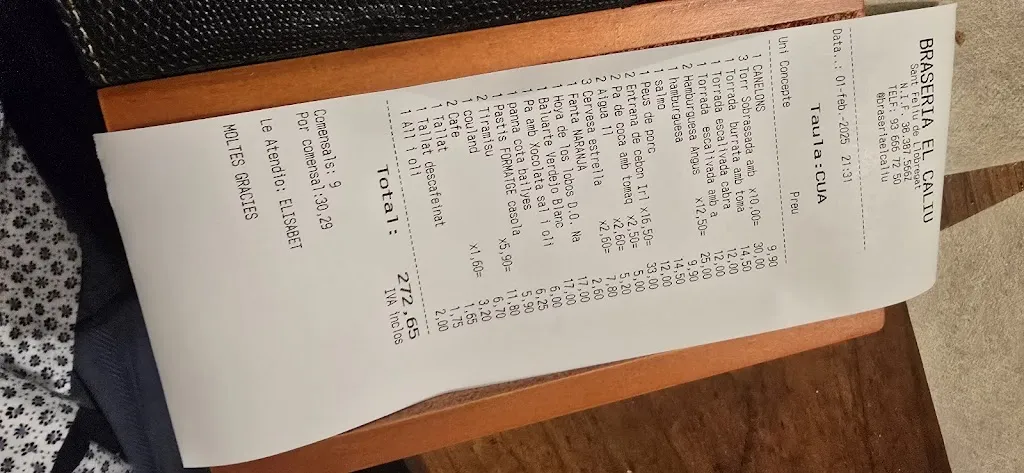 BRASERIA EL CALIU
Sant Feliu de Llobregat
N.I.F. 38.397.556J
TELF: 93 666 72 50
@braseriaelcaliu
Data... 01-feb.-2025 21:31
Taula:CUA
Uni Concepte Preu
1 CANELONS 9,90
3 Torr Sobrassada amb x10,00= 30,00
1 Torrada burrata amb toma 14,50
1 Torrada escalivada cabra 12,00
1 Torrada escalivada amb a 12,00
2 Hamburguesa Angus x12,50= 25,00
1 hamburguesa 9,90
1 salmo 14,50
1 Peus de porc 12,00
2 Entrana de cebon Irl x16,50= 33,00
2 Pa de coca amb tomaq x2,50= 5,00
2 Aigua 1l x2,60= 5,20
3 Cervesa estrella x2,60= 7,80
1 Fanta NARANJA 2,60
1 Hoya de los lobos D.O. Na 17,00
1 Baluarte Verdejo Blanc 17,00
1 Pa amb Xocolata sal i oli 6,00
1 panna cota bailyes 6,25
1 Pastis FORMATGE casola 5,90
2 Tiramisu x5,90= 11,80
1 couland 6,70
2 Cafe x1,60= 3,20
1 Tallat 1,65
1 Tallat descafeinat 1,75
1 All i oli 2,00
Total: 272,65
IVA Inclos
Comensals: 9
Por comensal:30,29
Le Atendio: ELISABET
MOLTES GRACIES